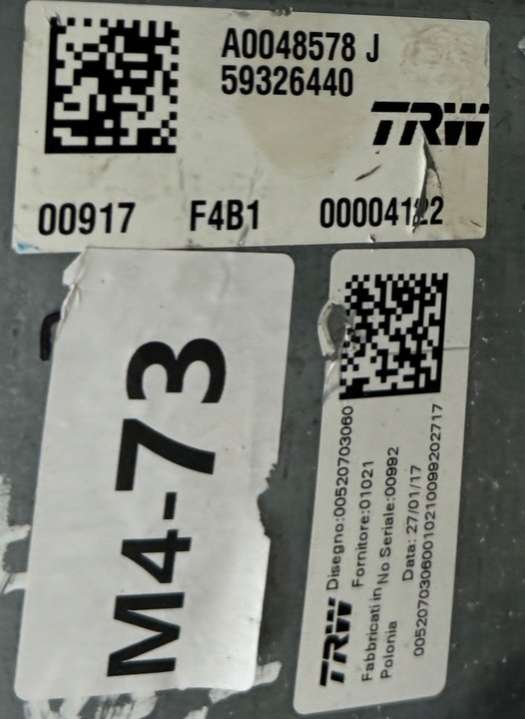 A0048578 J
59326440
TRW
00917 F4B1 00004122
M4-73
TRW Disegno:00520703060
Fornitore:01021
Fabbricati in No Seriale:00992
Polonia Data: 27/01/17
00520703060010210099202717